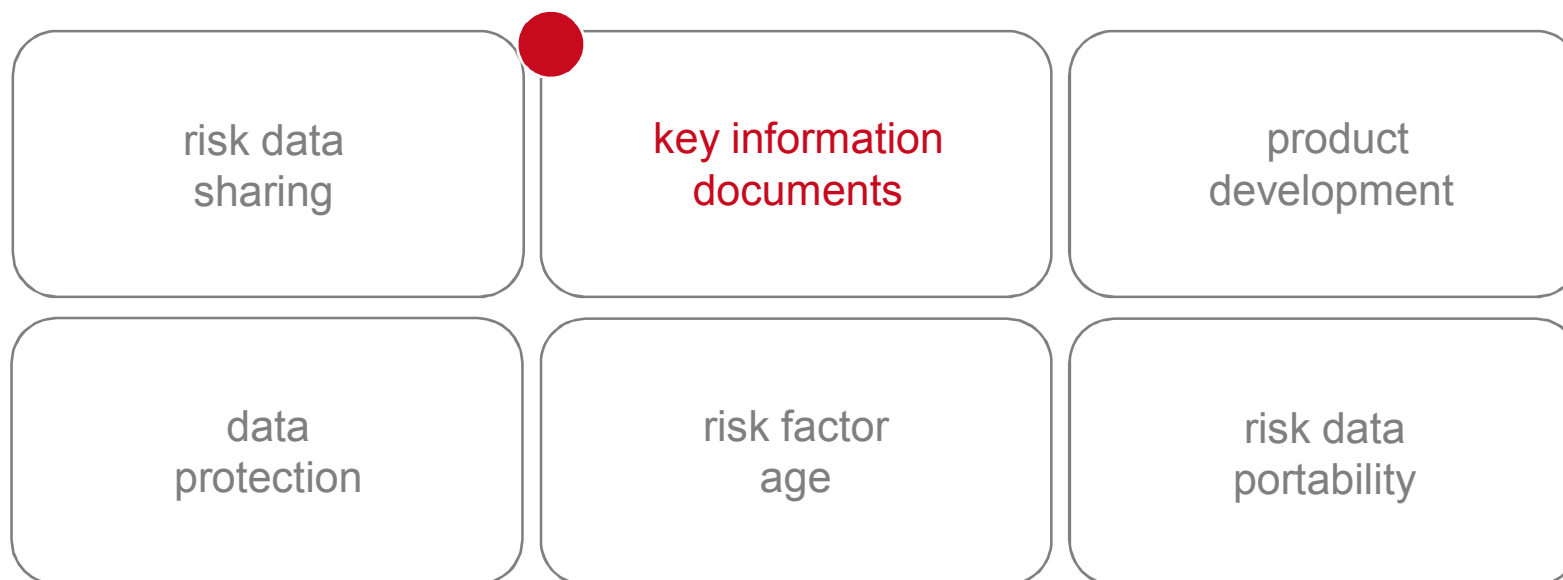 risk data
sharing
key information
documents
product
development
data
protection
risk factor
age
risk data
portability